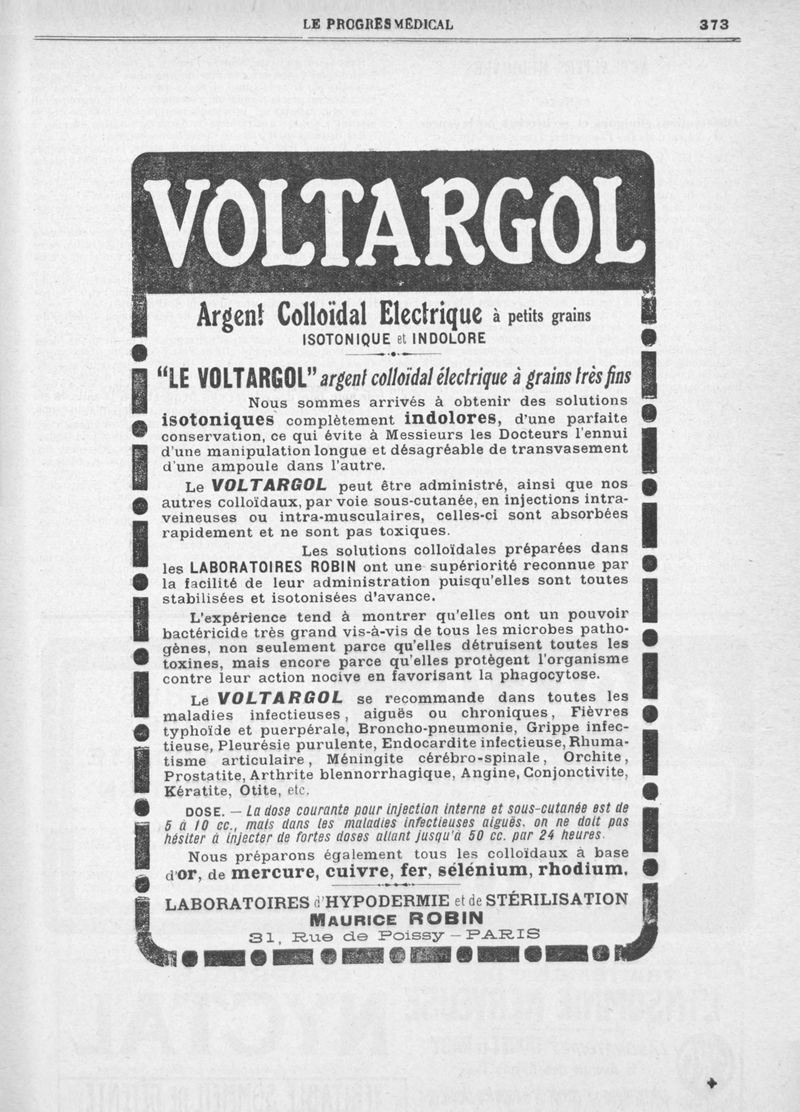 LE PROGRÈS MÉDICAL
373
VOLTARGOL
Argent Colloïdal Electrique à petits grains
ISOTONIQUE et INDOLORE
“LE VOLTARGOL” argent colloïdal électrique à grains très fins
Nous sommes arrivés à obtenir des solutions
isotoniques complètement indolores, d'une parfaite
conservation, ce qui évite à Messieurs les Docteurs l'ennui
d'une manipulation longue et désagréable de transvasement
d'une ampoule dans l'autre.
Le VOLTARGOL peut être administré, ainsi que nos
autres colloïdaux, par voie sous-cutanée, en injections intra-
veineuses ou intra-musculaires, celles-ci sont absorbées
rapidement et ne sont pas toxiques.
Les solutions colloïdales préparées dans
les LABORATOIRES ROBIN ont une supériorité reconnue par
la facilité de leur administration puisqu'elles sont toutes
stabilisées et isotonisées d'avance.
L'expérience tend à montrer qu'elles ont un pouvoir
bactéricide très grand vis-à-vis de tous les microbes patho-
gènes, non seulement parce qu'elles détruisent toutes les
toxines, mais encore parce qu'elles protègent l'organisme
contre leur action nocive en favorisant la phagocytose.
Le VOLTARGOL se recommande dans toutes les
maladies infectieuses, aiguës ou chroniques, Fièvres
typhoïde et puerpérale, Broncho-pneumonie, Grippe infec-
tieuse, Pleurésie purulente, Endocardite infectieuse, Rhuma-
tisme articulaire, Méningite cérébro-spinale, Orchite,
Prostatite, Arthrite blennorrhagique, Angine, Conjonctivite,
Kératite, Otite, etc.
DOSE. — La dose courante pour injection interne et sous-cutanée est de
5 à 10 cc., mais dans les maladies infectieuses aiguës, on ne doit pas
hésiter à injecter de fortes doses allant jusqu'à 50 cc. par 24 heures.
Nous préparons également tous les colloïdaux à base
d'or, de mercure, cuivre, fer, sélénium, rhodium.
LABORATOIRES d'HYPODERMIE et de STÉRILISATION
MAURICE ROBIN
31, Rue de Poissy — PARIS